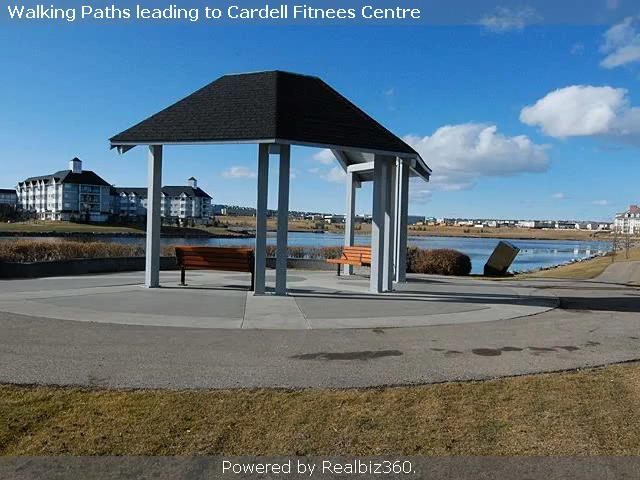 Walking Paths leading to Cardell Fitnees Centre
Powered by Realbiz360.